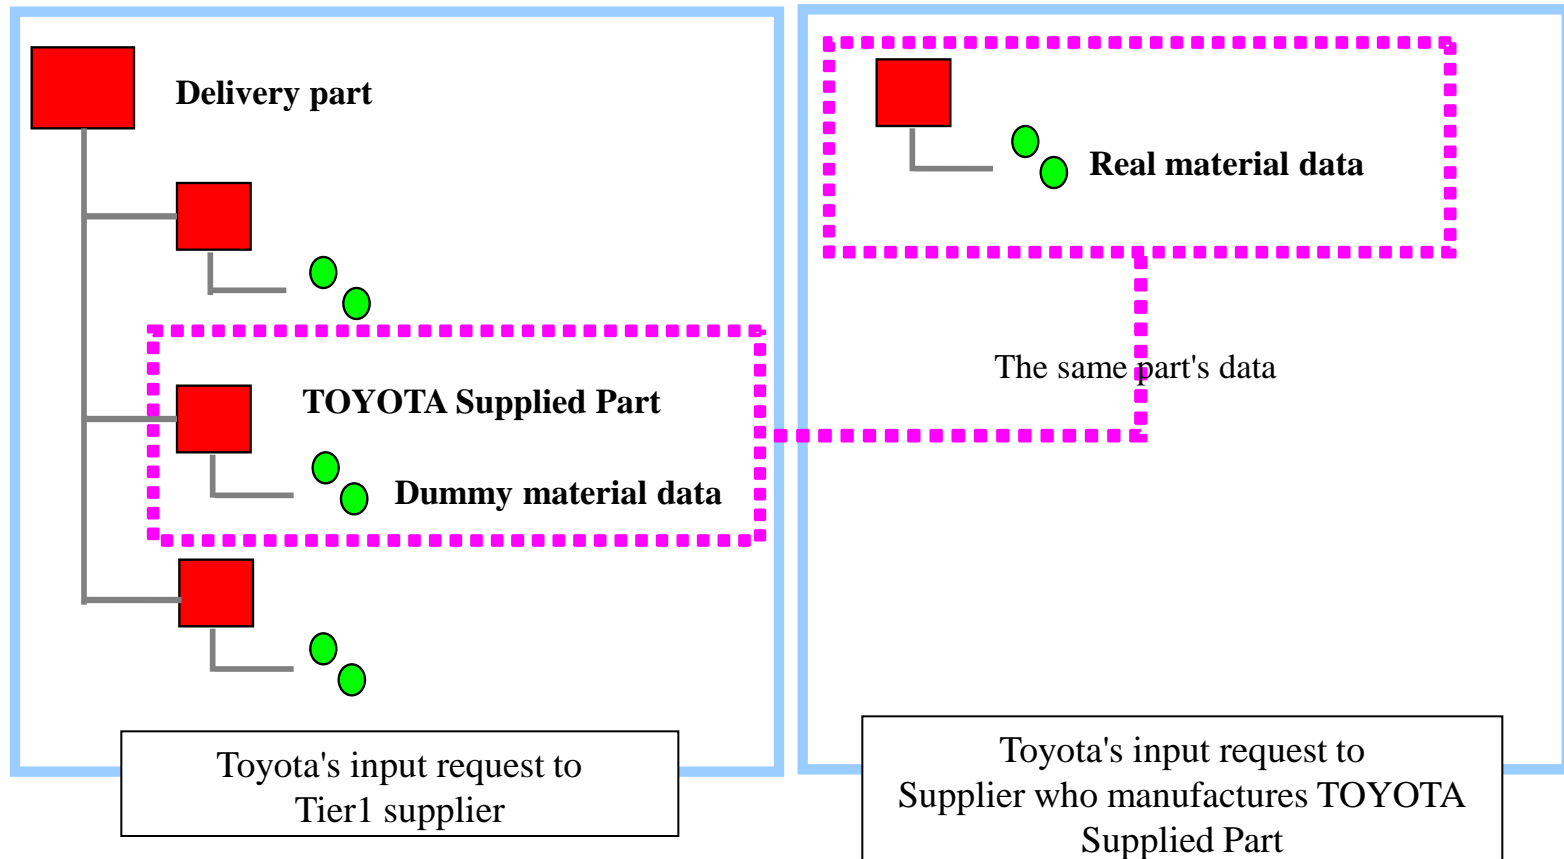 Delivery part
TOYOTA Supplied Part
Dummy material data
Toyota's input request to
Tier1 supplier
Real material data
The same part's data
Toyota's input request to
Supplier who manufactures TOYOTA
Supplied Part